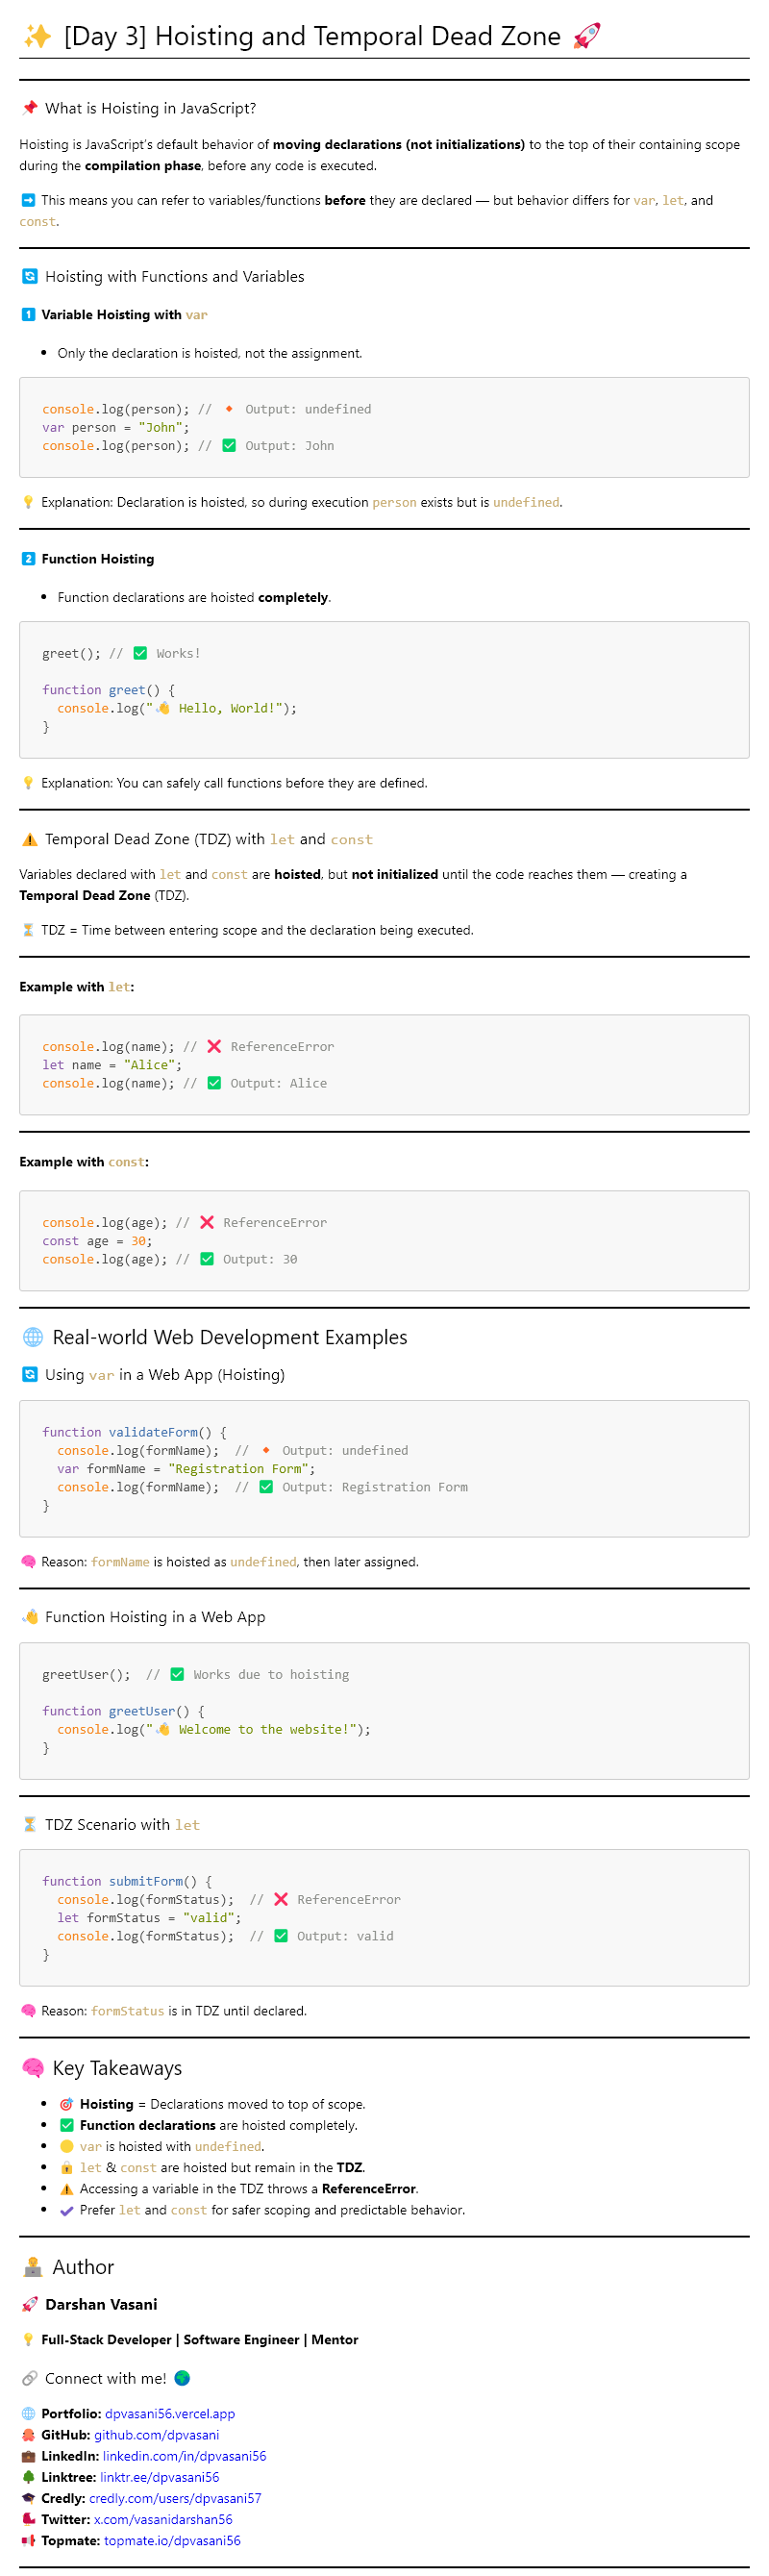 ✨ [Day 3] Hoisting and Temporal Dead Zone 🚀
📌 What is Hoisting in JavaScript?
Hoisting is JavaScript's default behavior of moving declarations (not initializations) to the top of their containing scope
during the compilation phase, before any code is executed.
➡️ This means you can refer to variables/functions before they are declared — but behavior differs for var, let, and
const.
🔄 Hoisting with Functions and Variables
1️⃣ Variable Hoisting with var
• Only the declaration is hoisted, not the assignment.
console.log(person); // 🔸 Output: undefined
var person = "John";
console.log(person); // ✅ Output: John
💡 Explanation: Declaration is hoisted, so during execution person exists but is undefined.
2️⃣ Function Hoisting
• Function declarations are hoisted completely.
greet(); // ✅ Works!
function greet() {
  console.log("👋 Hello, World!");
}
💡 Explanation: You can safely call functions before they are defined.
⚠️ Temporal Dead Zone (TDZ) with let and const
Variables declared with let and const are hoisted, but not initialized until the code reaches them — creating a
Temporal Dead Zone (TDZ).
⏳ TDZ = Time between entering scope and the declaration being executed.
Example with let:
console.log(name); // ❌ ReferenceError
let name = "Alice";
console.log(name); // ✅ Output: Alice
Example with const:
console.log(age); // ❌ ReferenceError
const age = 30;
console.log(age); // ✅ Output: 30
🌐 Real-world Web Development Examples
🔄 Using var in a Web App (Hoisting)
function validateForm() {
  console.log(formName);  // 🔸 Output: undefined
  var formName = "Registration Form";
  console.log(formName);  // ✅ Output: Registration Form
}
🧠 Reason: formName is hoisted as undefined, then later assigned.
👋 Function Hoisting in a Web App
greetUser();  // ✅ Works due to hoisting
function greetUser() {
  console.log("👋 Welcome to the website!");
}
⏳ TDZ Scenario with let
function submitForm() {
  console.log(formStatus);  // ❌ ReferenceError
  let formStatus = "valid";
  console.log(formStatus);  // ✅ Output: valid
}
🧠 Reason: formStatus is in TDZ until declared.
🧠 Key Takeaways
• 🎯 Hoisting = Declarations moved to top of scope.
• ✅ Function declarations are hoisted completely.
• 🟡 var is hoisted with undefined.
• 🔒 let & const are hoisted but remain in the TDZ.
• ⚠️ Accessing a variable in the TDZ throws a ReferenceError.
• ✔️ Prefer let and const for safer scoping and predictable behavior.
🧑‍💻 Author
🚀 Darshan Vasani
💡 Full-Stack Developer | Software Engineer | Mentor
🔗 Connect with me! 🌍
🌐 Portfolio: dpvasani56.vercel.app
🐙 GitHub: github.com/dpvasani
💼 LinkedIn: linkedin.com/in/dpvasani56
🌳 Linktree: linktr.ee/dpvasani56
🎓 Credly: credly.com/users/dpvasani57
🐦 Twitter: x.com/vasanidarshan56
📢 Topmate: topmate.io/dpvasani56